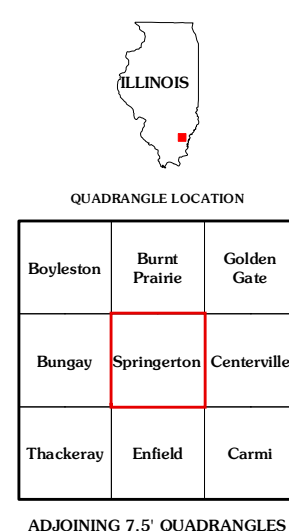 ILLINOIS
QUADRANGLE LOCATION
Boyleston Burnt Prairie Golden Gate
Bungay Springerton Centerville
Thackeray Enfield Carmi
ADJOINING 7.5' QUADRANGLES